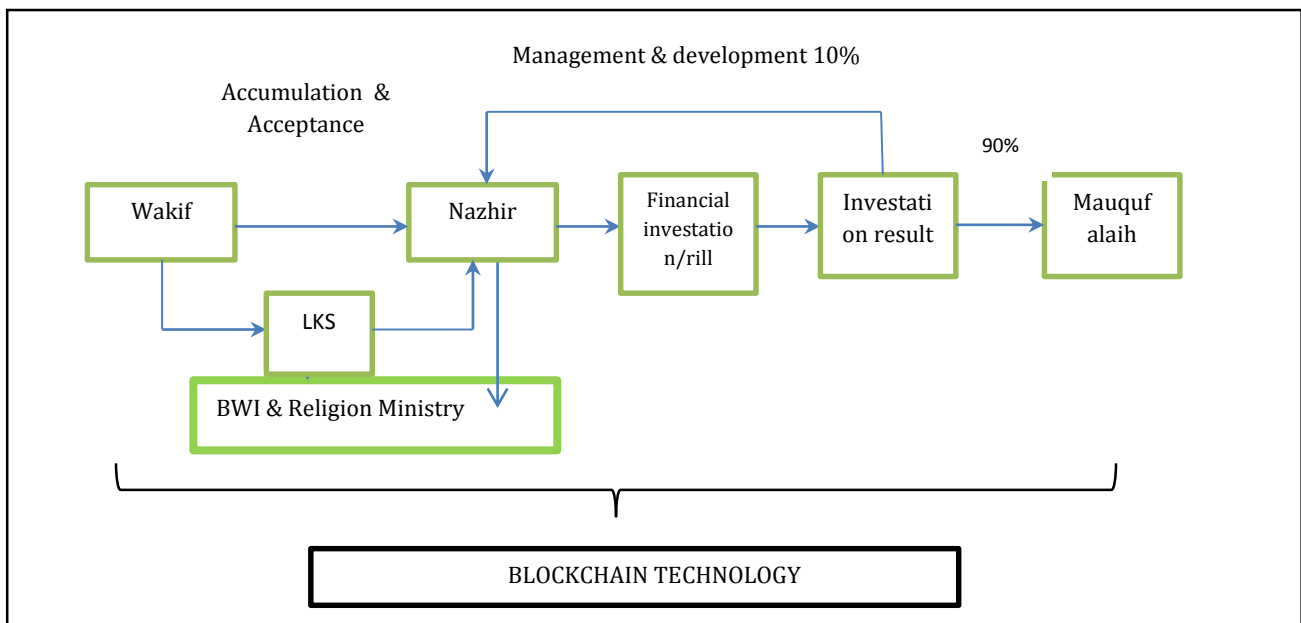 Management & development 10%
Accumulation &
Acceptance
90%
Wakif
Nazhir
Financial
investatio
n/rill
Investati
on result
Mauquf
alaih
LKS
BWI & Religion Ministry
BLOCKCHAIN TECHNOLOGY